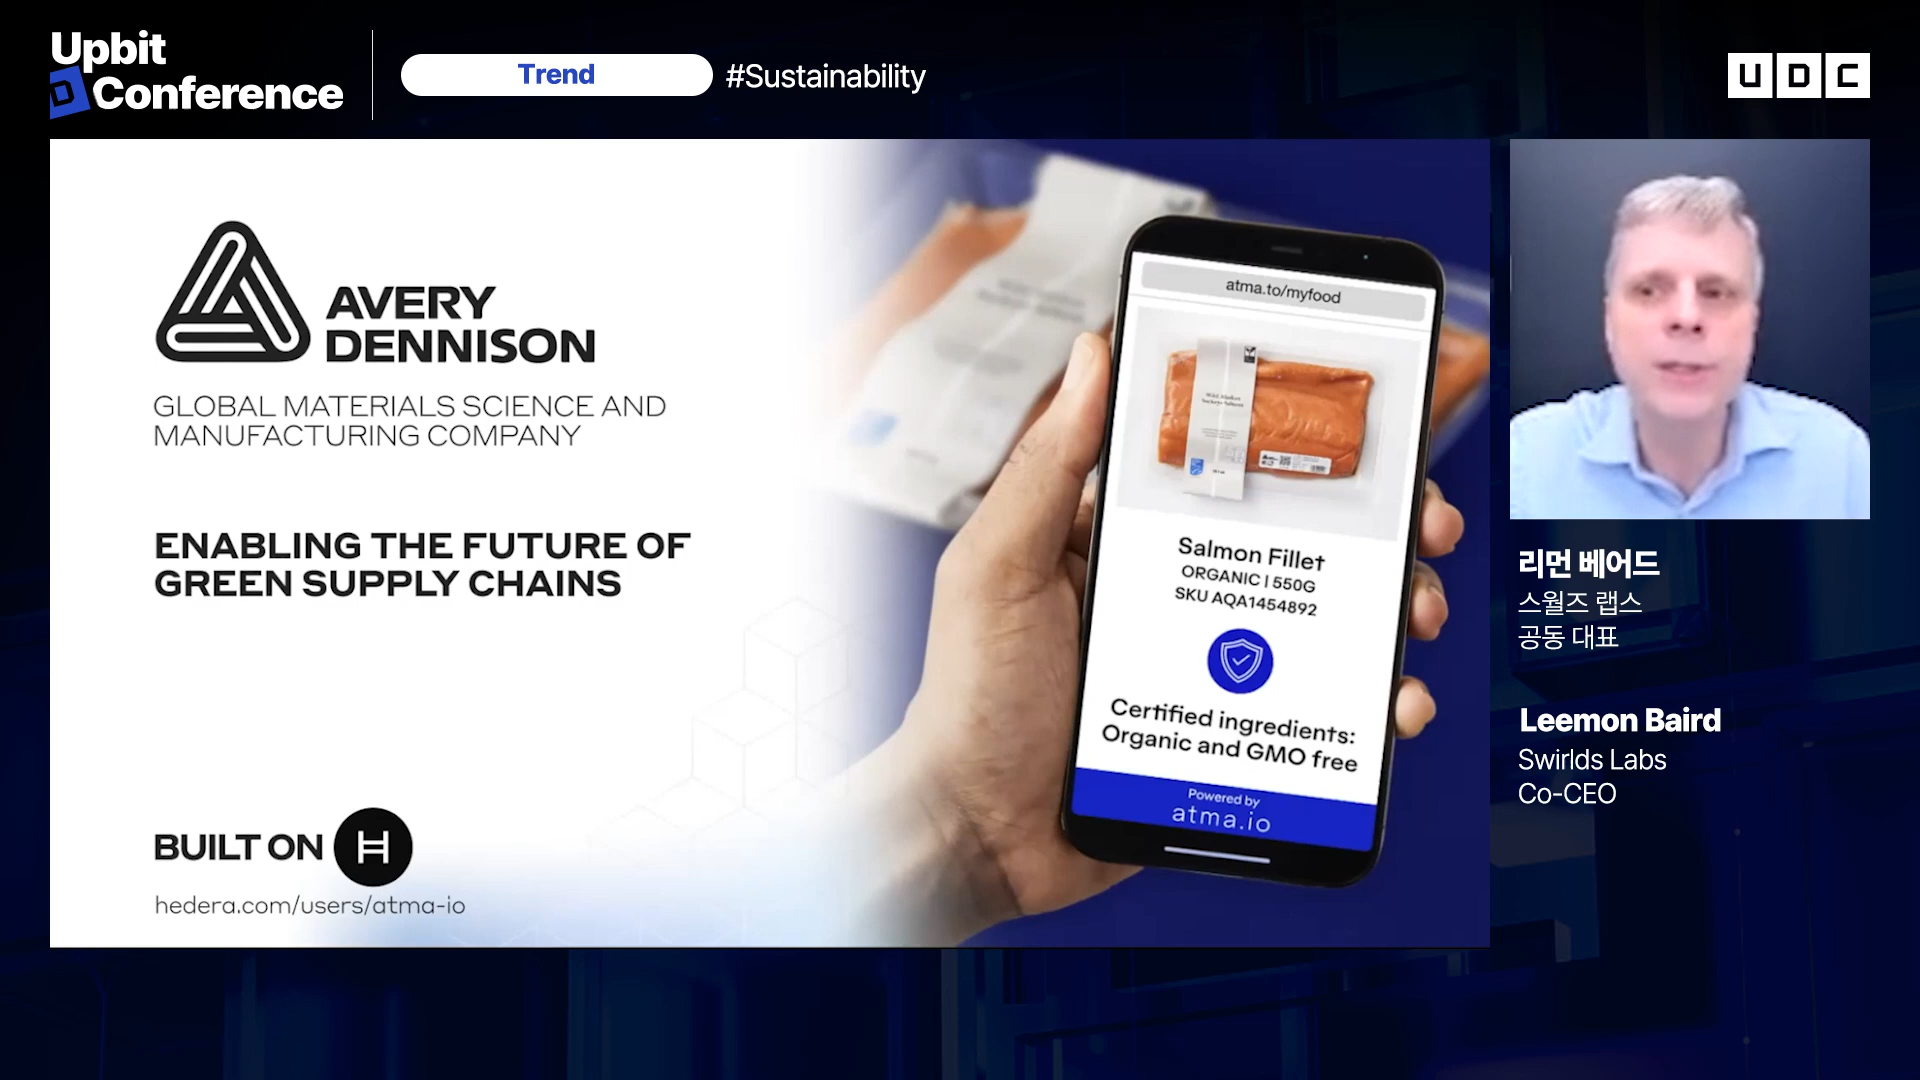 Upbit
D Conference
Trend
#Sustainability
UDC
AVERY
DENNISON
GLOBAL MATERIALS SCIENCE AND
MANUFACTURING COMPANY
ENABLING THE FUTURE OF
GREEN SUPPLY CHAINS
BUILT ON H
hedera.com/users/atma-io
atma.to/myfood
Salmon Fillet
ORGANIC | 550G
SKU AQA1454892
Certified ingredients:
Organic and GMO free
Powered by
atma.io
리먼 베어드
스월즈 랩스
공동 대표
Leemon Baird
Swirlds Labs
Co-CEO